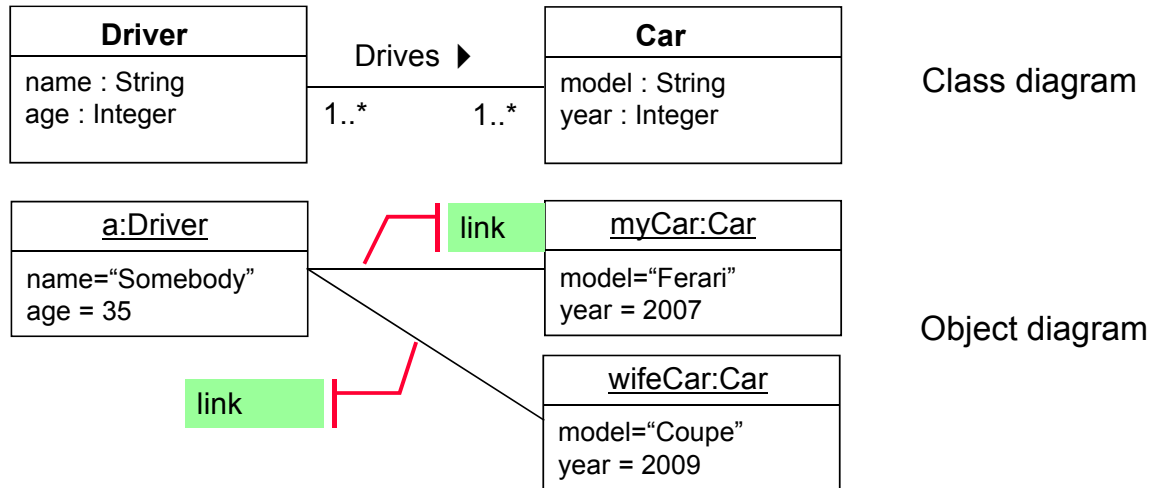 Driver
name : String
age : Integer
Drives
1..*
1..*
Car
model : String
year : Integer
Class diagram
a:Driver
name=“Somebody”
age = 35
link
myCar:Car
model=“Ferari”
year = 2007
Object diagram
link
wifeCar:Car
model=“Coupe”
year = 2009